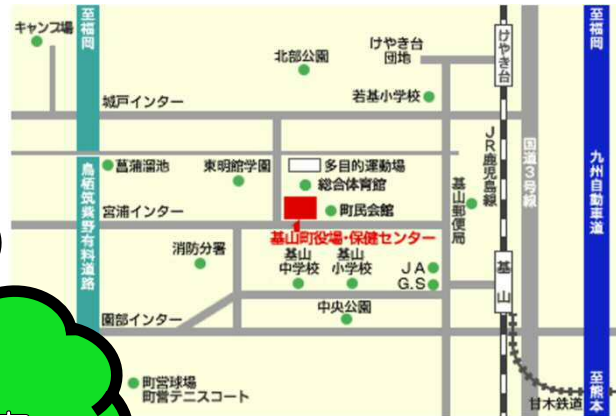 至福岡
キャンプ場
けやき台
団地
けやき台
至福岡
北部公園
若基小学校
城戸インター
JR鹿児島線
国道3号線
九州自動車道
鳥栖筑紫野有料道路
菖蒲溜池
東明館学園
多目的運動場
総合体育館
基山郵便局
町民会館
宮浦インター
基山町役場・保健センター
消防分署
基山
中学校
基山
小学校
JA
G.S
基山
中央公園
園部インター
町営球場
町営テニスコート
甘木鉄道
至熊本